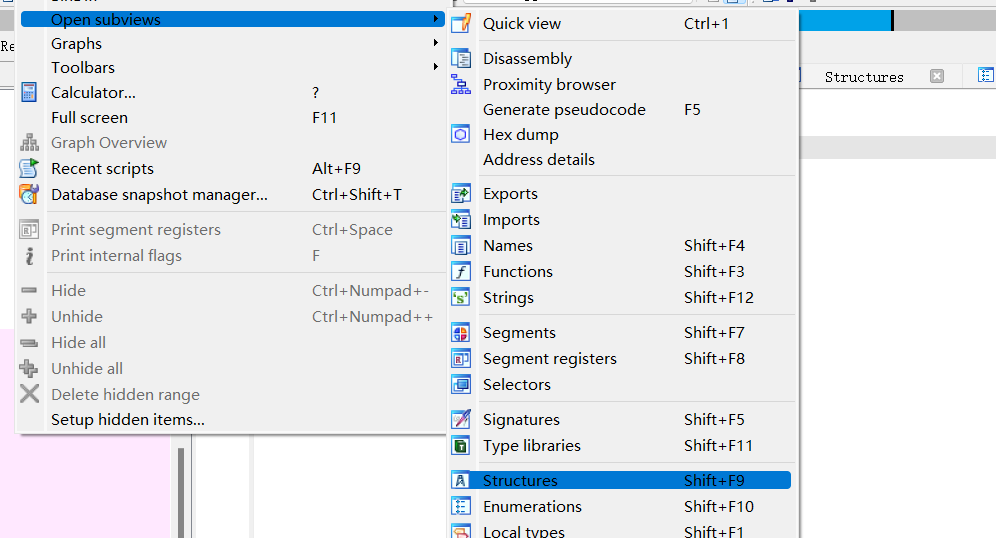 Open subviews
Graphs
Toolbars
Calculator... ?
Full screen F11
Graph Overview
Recent scripts Alt+F9
Database snapshot manager... Ctrl+Shift+T
Print segment registers Ctrl+Space
Print internal flags F
Hide Ctrl+Numpad+-
Unhide Ctrl+Numpad++
Hide all
Unhide all
Delete hidden range
Setup hidden items...
Quick view Ctrl+1
Disassembly
Proximity browser
Generate pseudocode F5
Hex dump
Address details
Exports
Imports
Names Shift+F4
Functions Shift+F3
Strings Shift+F12
Segments Shift+F7
Segment registers Shift+F8
Selectors
Signatures Shift+F5
Type libraries Shift+F11
Structures Shift+F9
Enumerations Shift+F10
Local types Shift+F1
Structures
Re